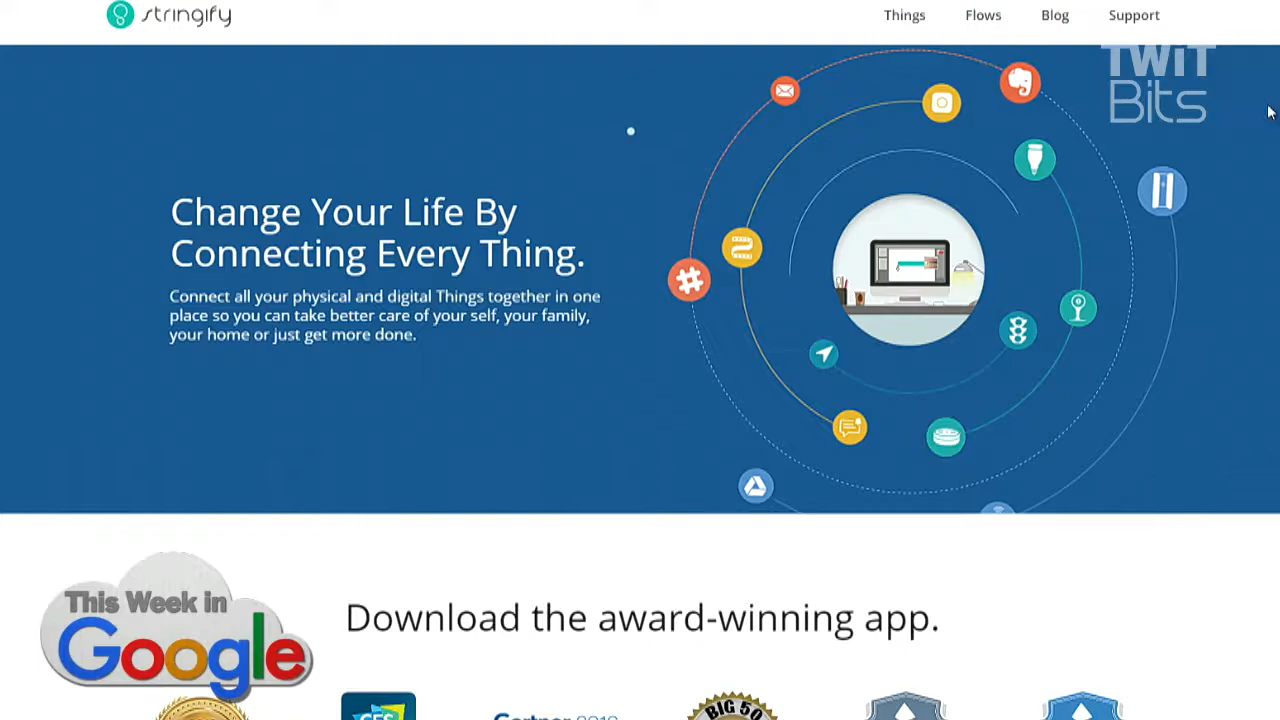 stringify
Things Flows Blog Support
TWiT
Bits
Change Your Life By
Connecting Every Thing.
Connect all your physical and digital Things together in one
place so you can take better care of your self, your family,
your home or just get more done.
This Week in
Google
Download the award-winning app.
CES
Gartner
BIG 50